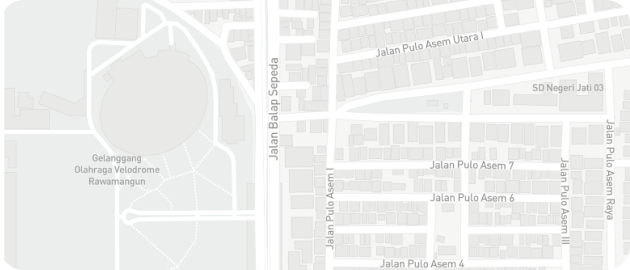 Jalan Pulo Asem Utara I
Jalan Balap Sepeda
SD Negeri Jati 03
Gelanggang
Olahraga Velodrome
Rawamangun
Jalan Pulo Asem I
Jalan Pulo Asem 7
Jalan Pulo Asem 6
Jalan Pulo Asem III
Jalan Pulo Asem Raya
Jalan Pulo Asem 4